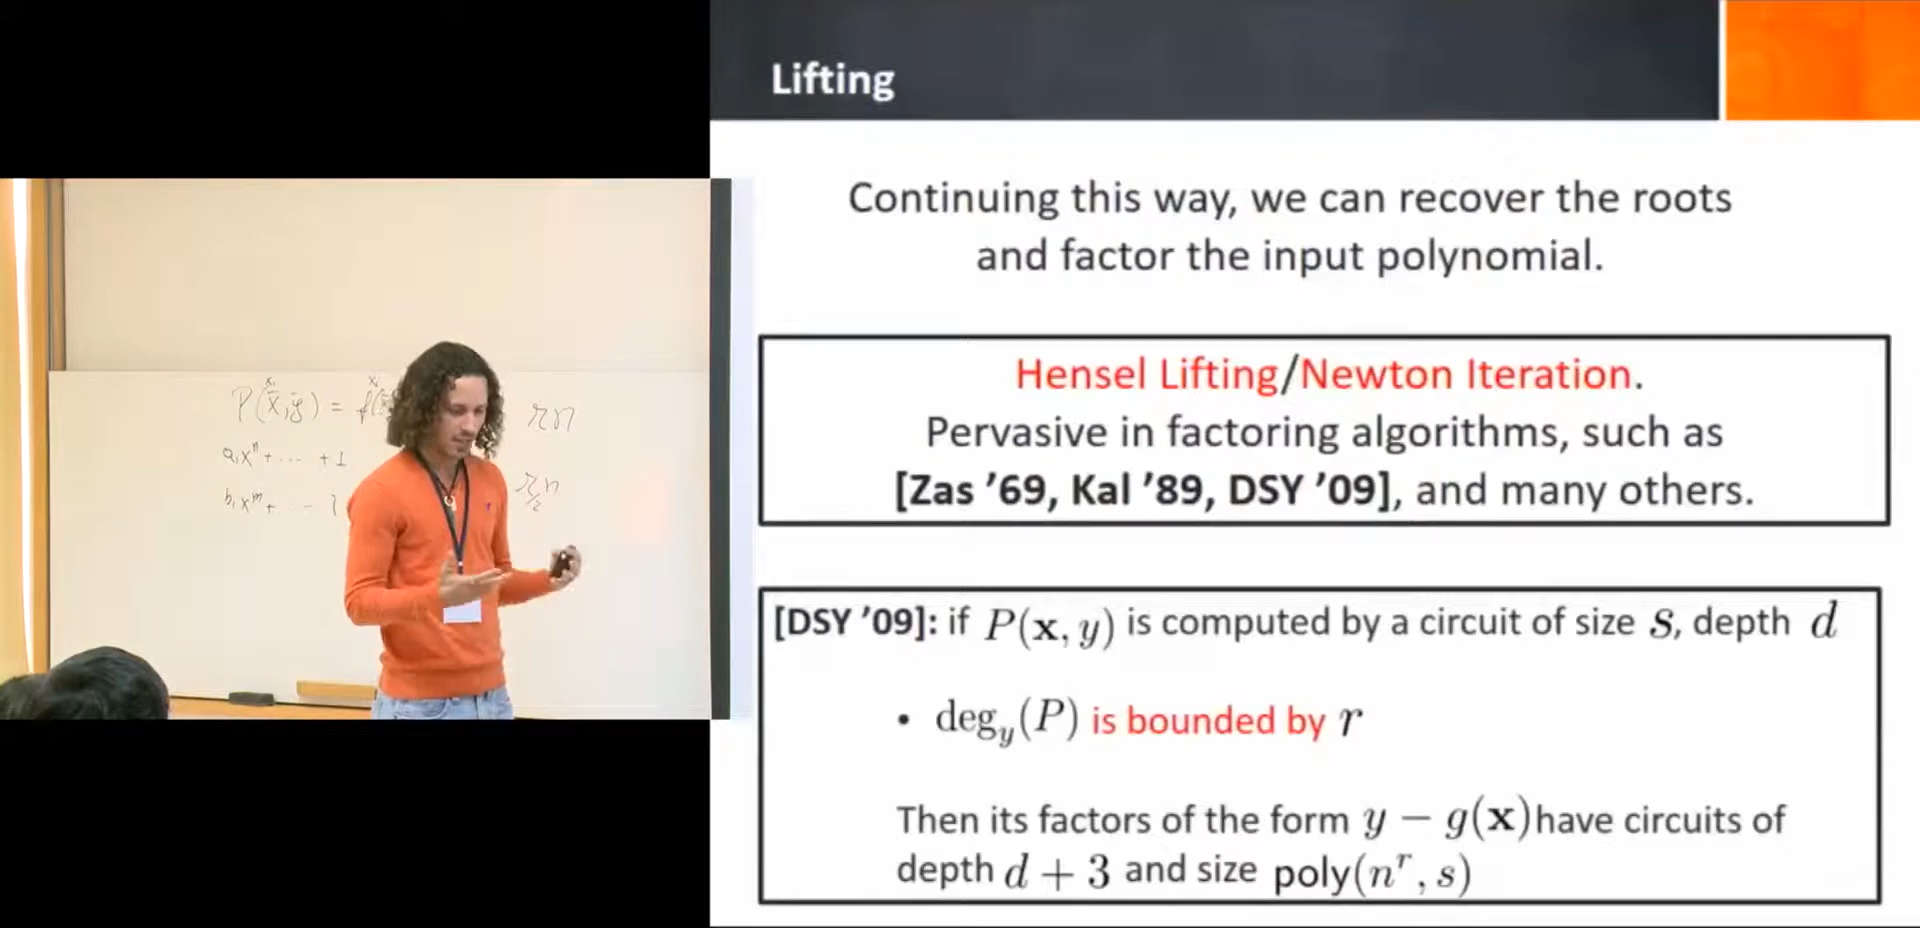 Lifting
Continuing this way, we can recover the roots
and factor the input polynomial.
Hensel Lifting/Newton Iteration.
Pervasive in factoring algorithms, such as
[Zas ’69, Kal ’89, DSY ’09], and many others.
[DSY ’09]: if P(𝐱, y) is computed by a circuit of size s, depth d
• deg_y(P) is bounded by r
Then its factors of the form y − g(𝐱) have circuits of
depth d + 3 and size poly(n^r, s)
P(x̄, ȳ) = f(
a₁xⁿ + ··· + 1
b₁xᵐ +